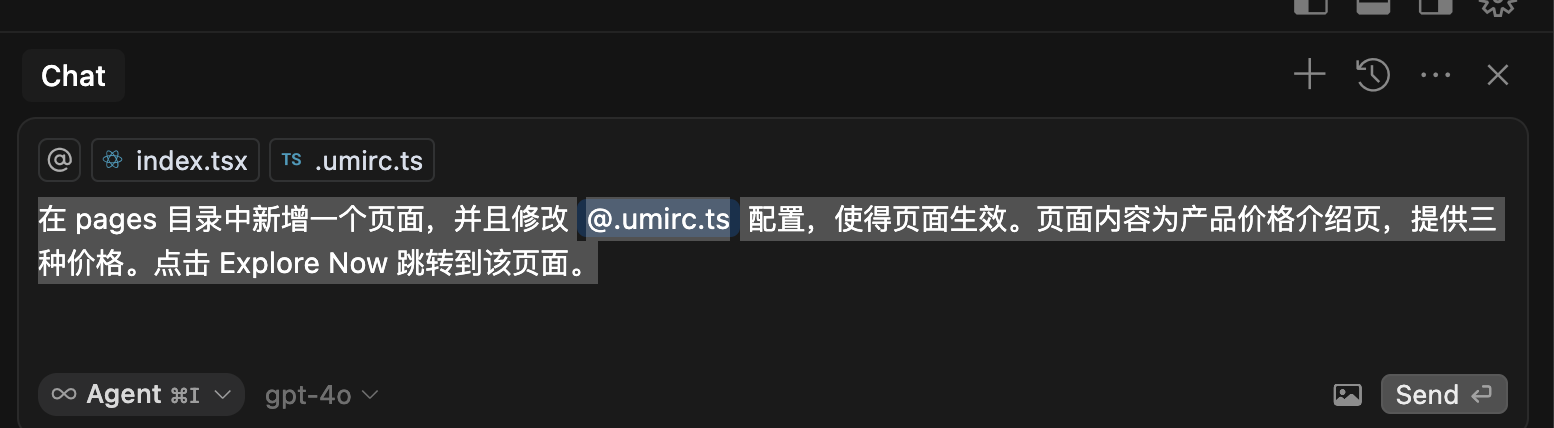 Chat
@ index.tsx TS .umirc.ts
在 pages 目录中新增一个页面，并且修改 @.umirc.ts 配置，使得页面生效。页面内容为产品价格介绍页，提供三
种价格。点击 Explore Now 跳转到该页面。
Agent ⌘I gpt-4o Send